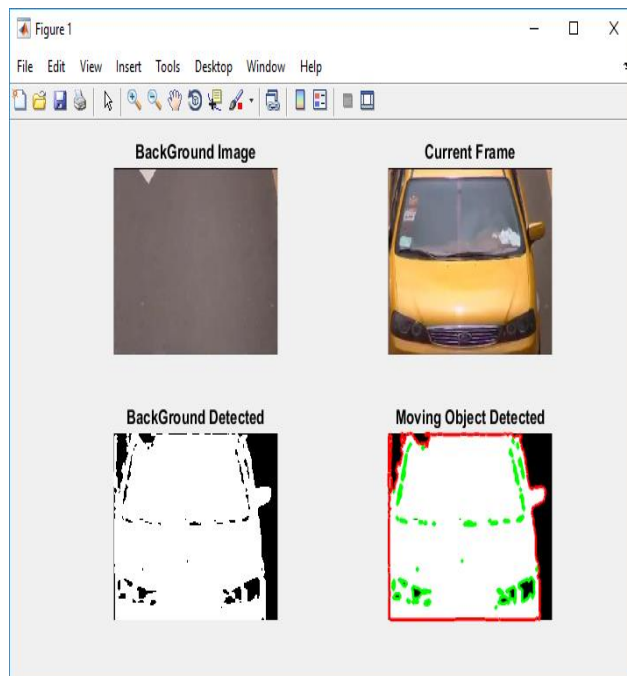 Figure 1
File Edit View Insert Tools Desktop Window Help
BackGround Image
Current Frame
BackGround Detected
Moving Object Detected